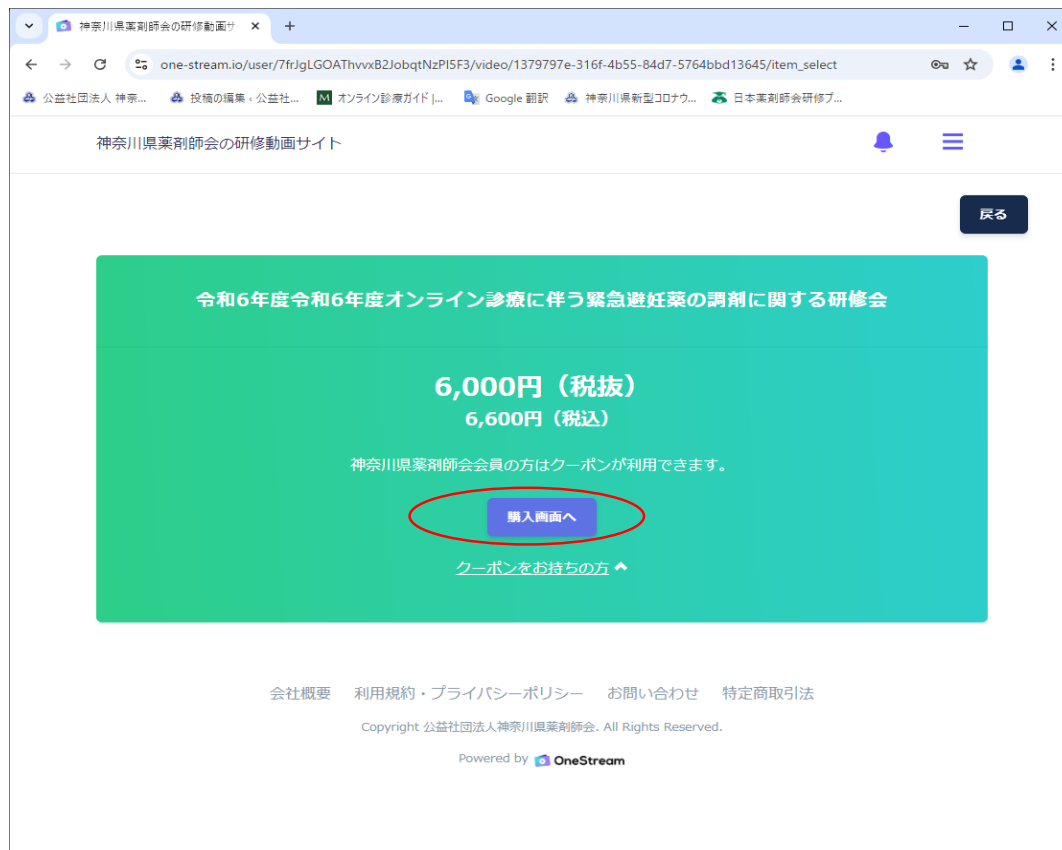 神奈川県薬剤師会の研修動画サ
one-stream.io/user/7frJgLGOAThvvxB2JobqtNzPI5F3/video/1379797e-316f-4b55-84d7-5764bbd13645/item_select
公益社団法人 神奈... 投稿の編集 ‹ 公益社... オンライン診療ガイド |... Google 翻訳 神奈川県新型コロナウ... 日本薬剤師会研修プ...
神奈川県薬剤師会の研修動画サイト
戻る
令和6年度令和6年度オンライン診療に伴う緊急避妊薬の調剤に関する研修会
6,000円（税抜）
6,600円（税込）
神奈川県薬剤師会会員の方はクーポンが利用できます。
購入画面へ
クーポンをお持ちの方
会社概要 利用規約・プライバシーポリシー お問い合わせ 特定商取引法
Copyright 公益社団法人神奈川県薬剤師会. All Rights Reserved.
Powered by OneStream